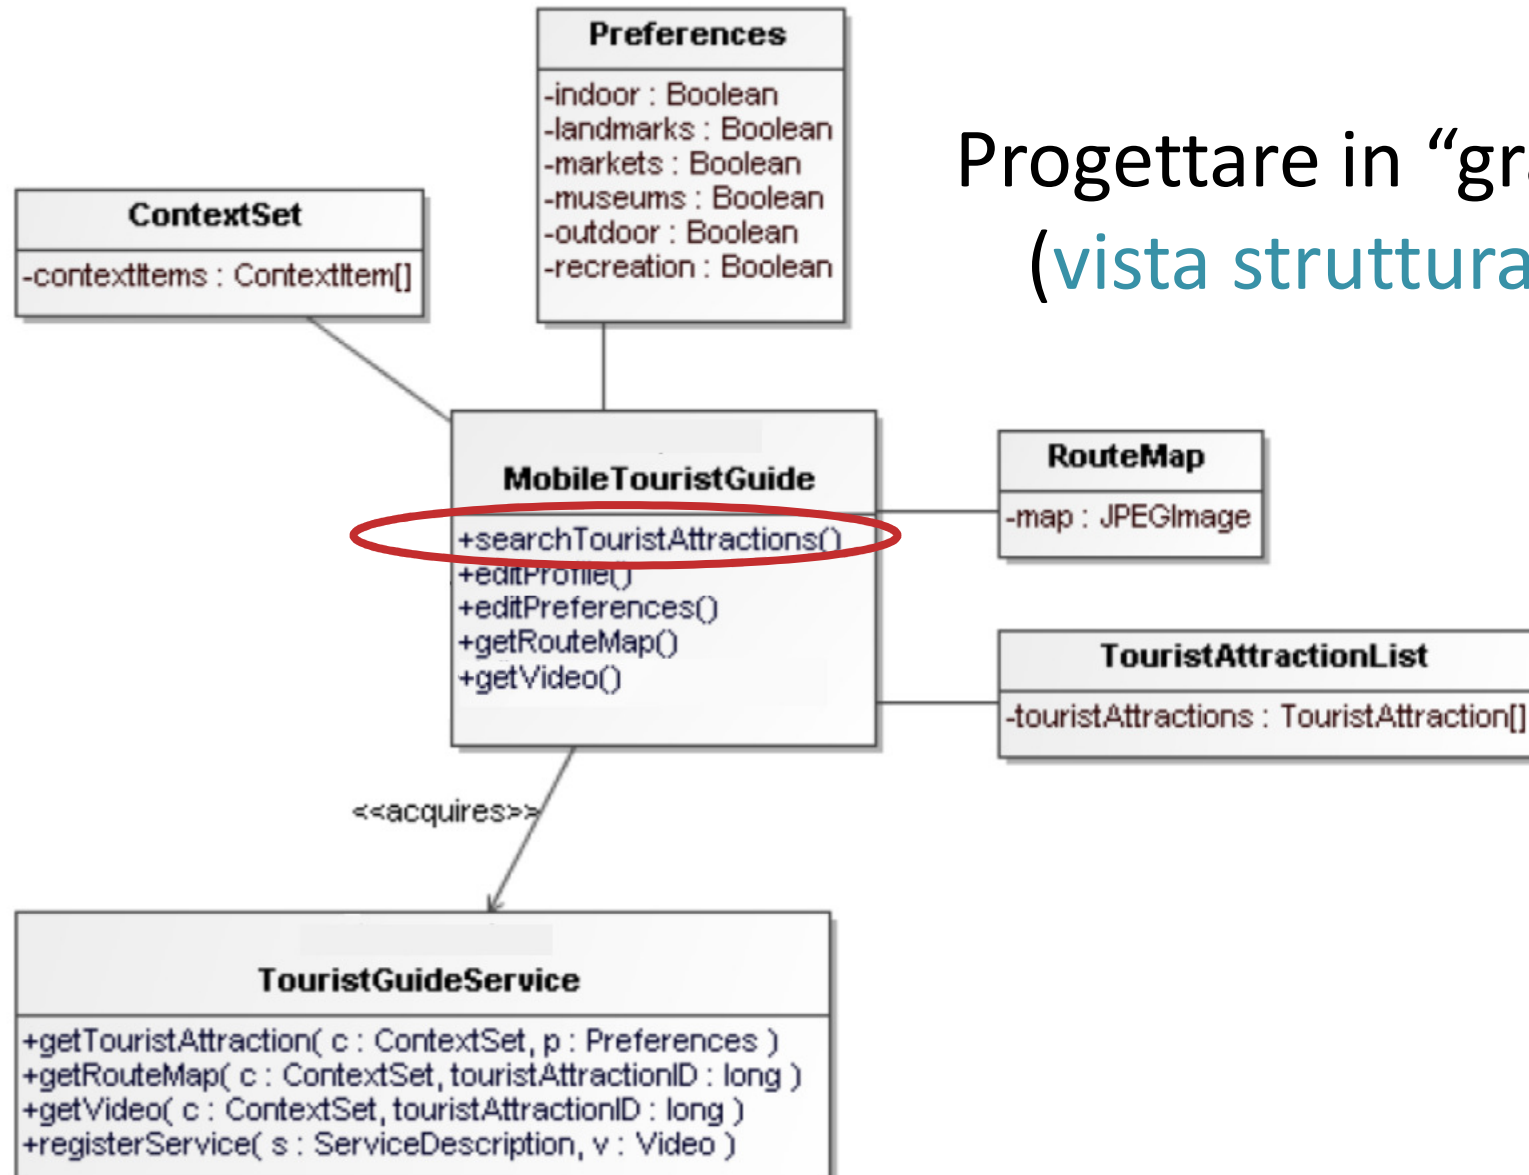 Preferences
-indoor : Boolean
-landmarks : Boolean
-markets : Boolean
-museums : Boolean
-outdoor : Boolean
-recreation : Boolean
Progettare in “gra
(vista struttura
ContextSet
-contextItems : ContextItem[]
MobileTouristGuide
+searchTouristAttractions()
+editProfile()
+editPreferences()
+getRouteMap()
+getVideo()
RouteMap
-map : JPEGImage
TouristAttractionList
-touristAttractions : TouristAttraction[]
<<acquires>>
TouristGuideService
+getTouristAttraction( c : ContextSet, p : Preferences )
+getRouteMap( c : ContextSet, touristAttractionID : long )
+getVideo( c : ContextSet, touristAttractionID : long )
+registerService( s : ServiceDescription, v : Video )